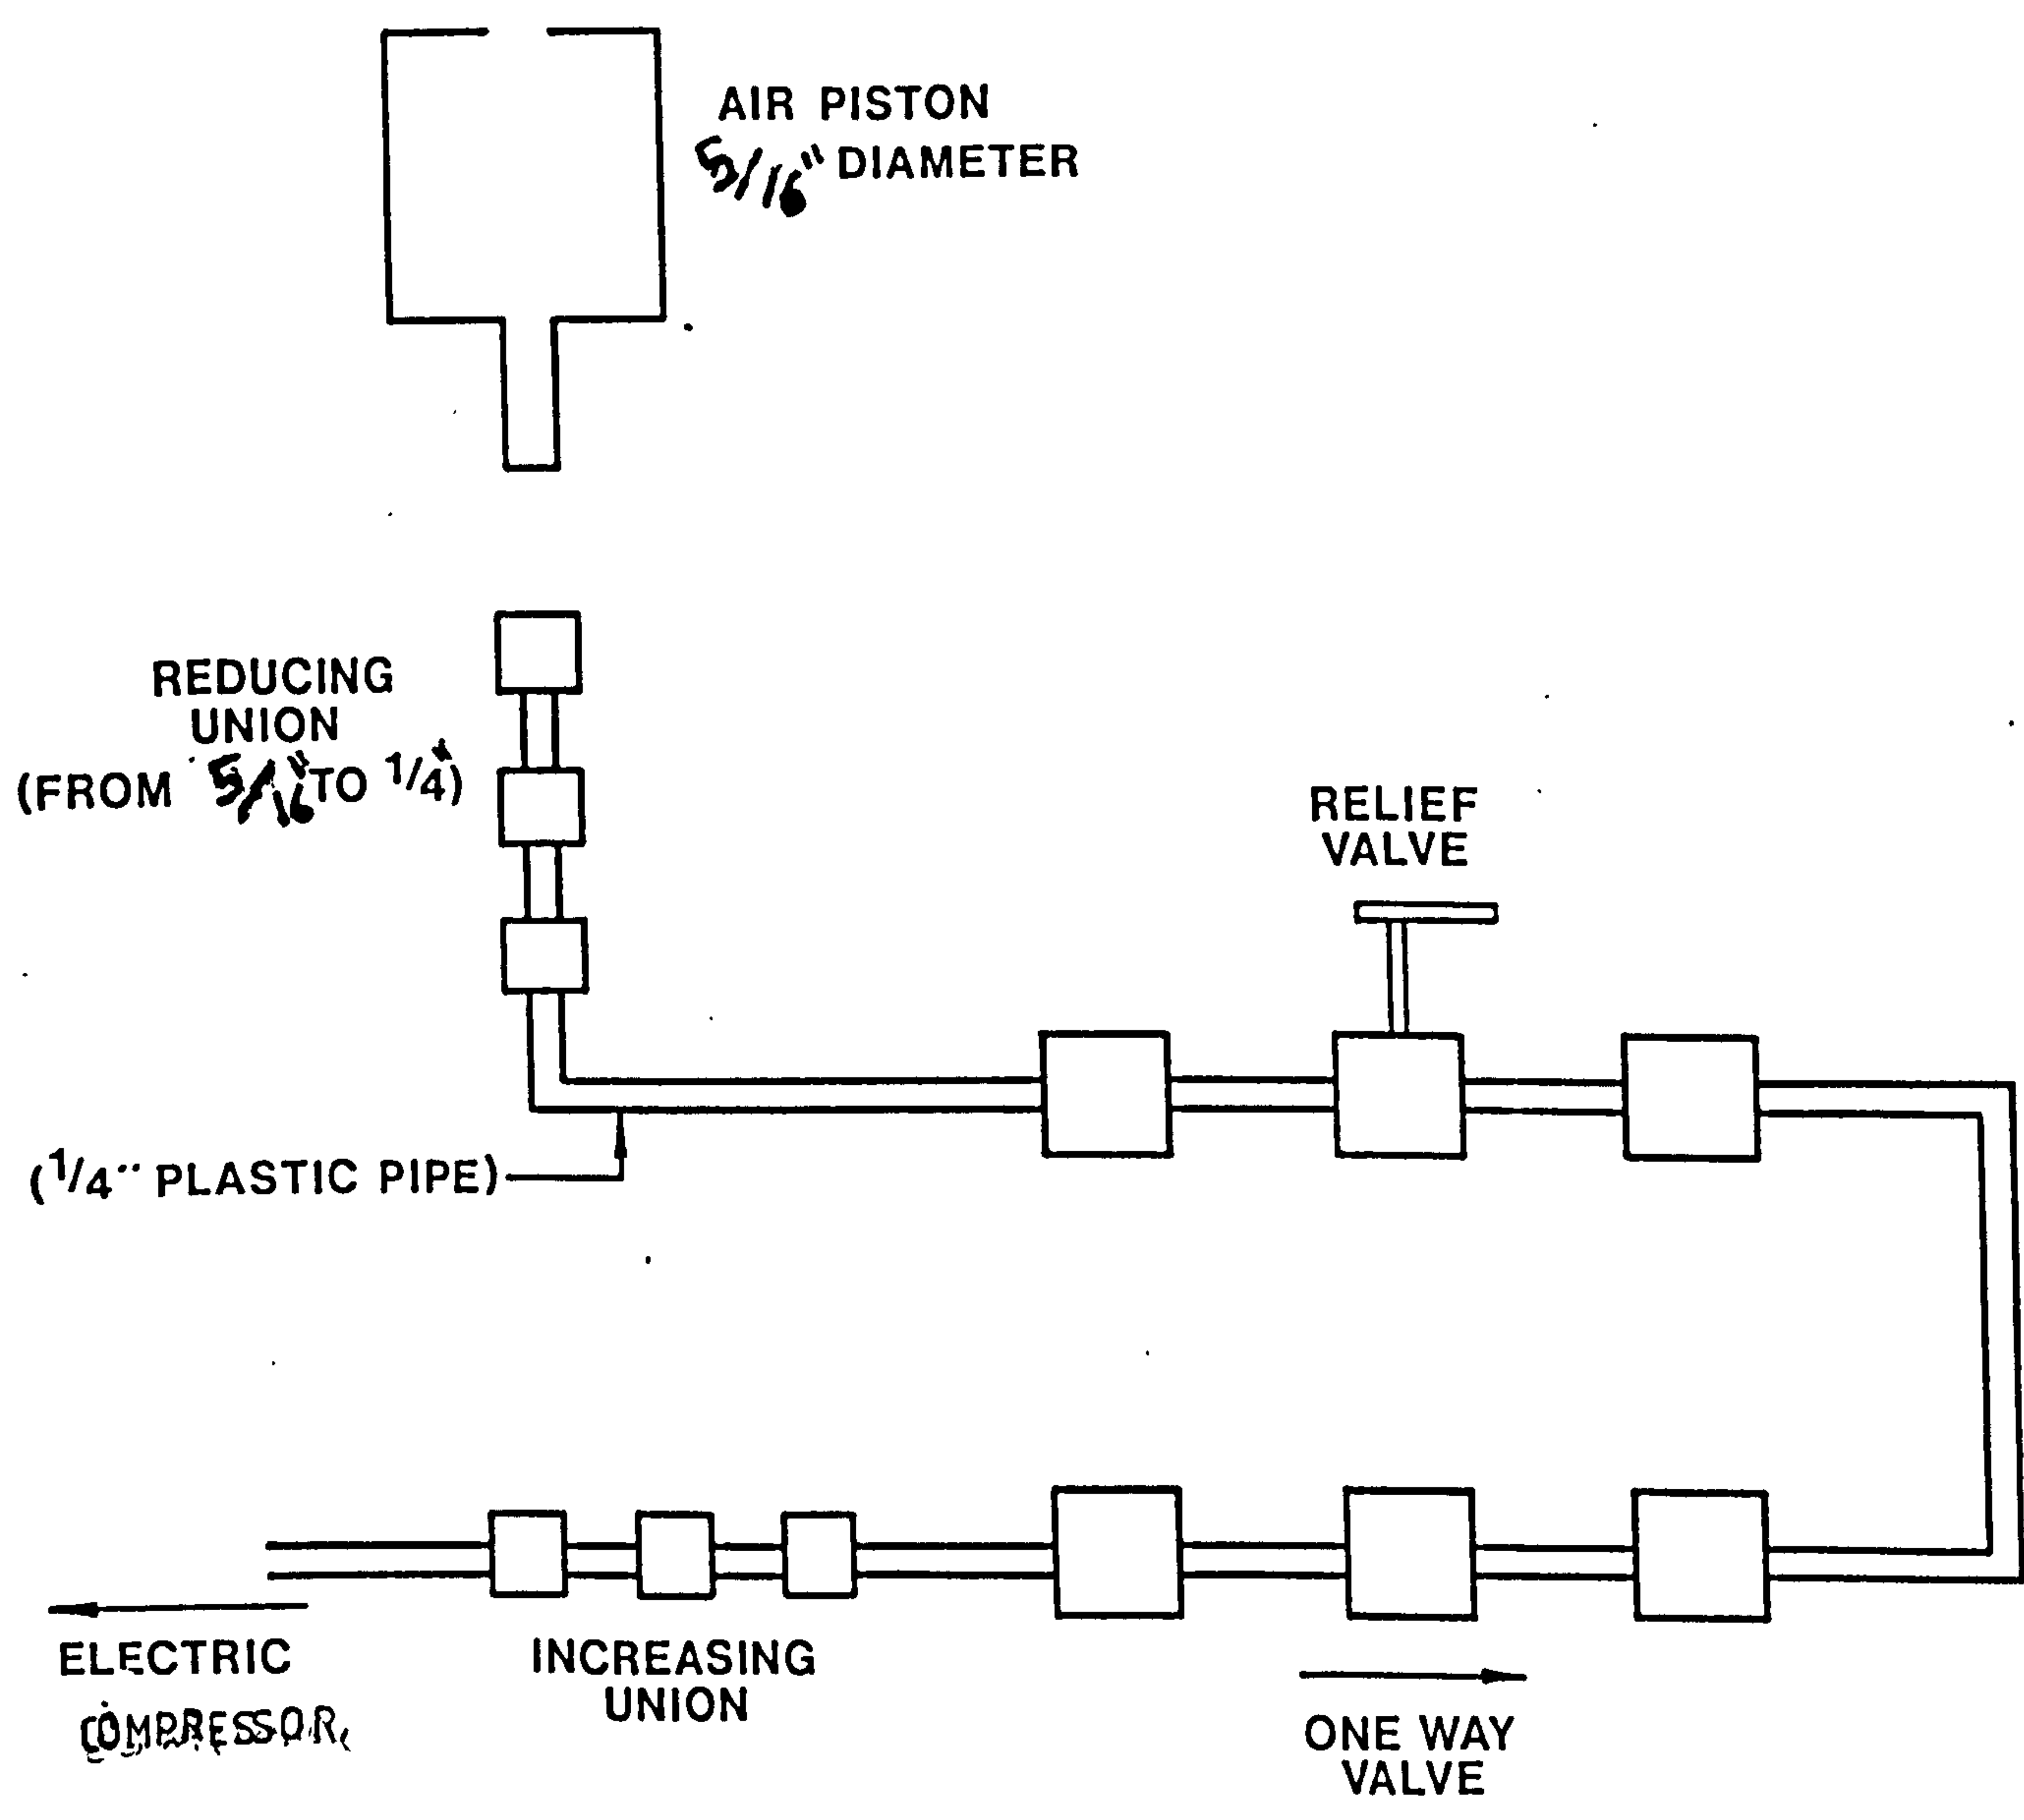 AIR PISTON
5/16" DIAMETER
REDUCING
UNION
(FROM 5/16" TO 1/4")
RELIEF
VALVE
(1/4" PLASTIC PIPE)
ELECTRIC
COMPRESSOR
INCREASING
UNION
ONE WAY
VALVE